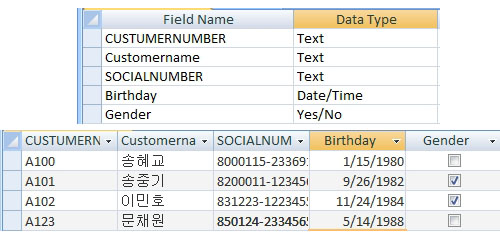 Field Name Data Type
CUSTUMERNUMBER Text
Customername Text
SOCIALNUMBER Text
Birthday Date/Time
Gender Yes/No
CUSTUMERN Customerna SOCIALNUM Birthday Gender
A100 송혜교 8000115-23369 1/15/1980
A101 송중기 8200011-12345 9/26/1982
A102 이민호 831223-122345 11/24/1984
A123 문채원 850124-2334565 5/14/1988